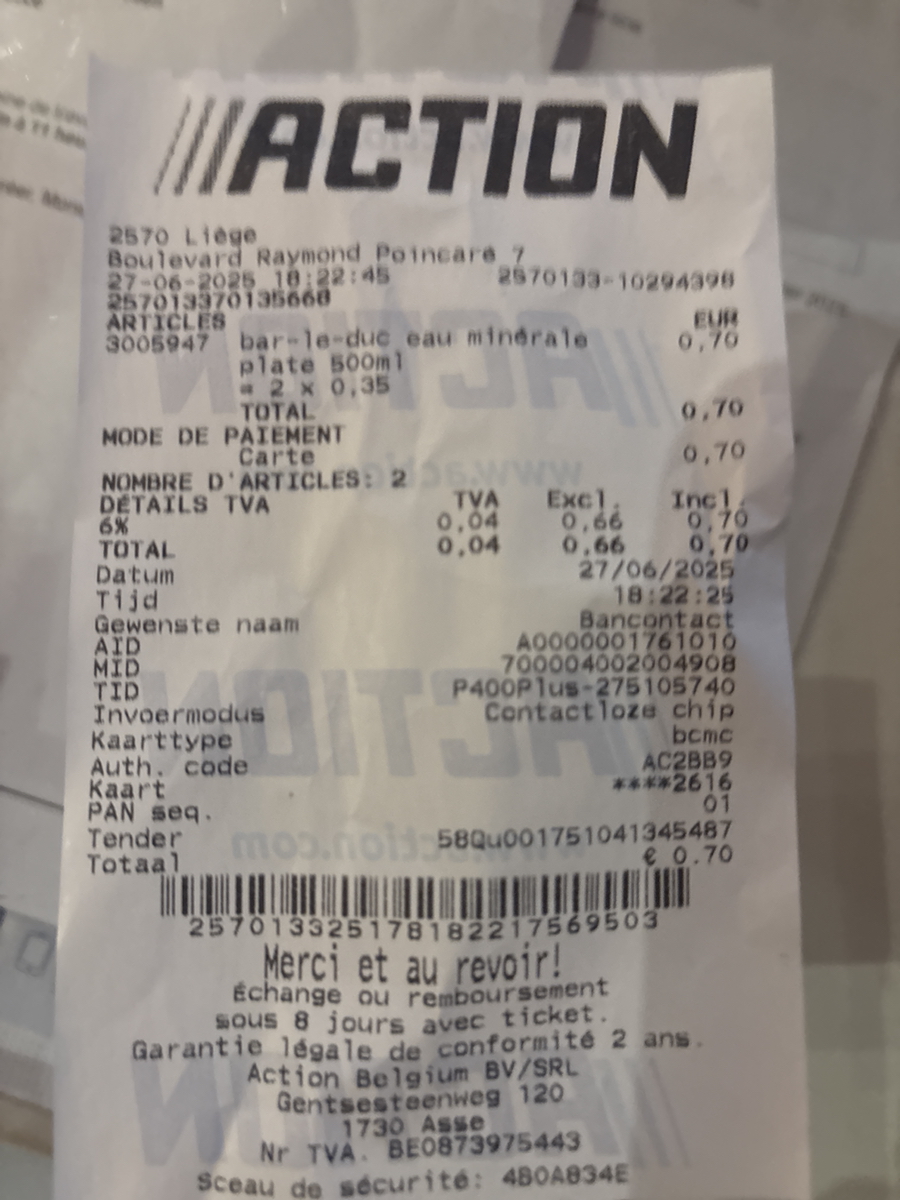 ACTION
2570 Liège
Boulevard Raymond Poincaré 7
27-06-2025 18:22:45 2570133-10294398
257013370135668
ARTICLES EUR
3005947 bar-le-duc eau minérale 0,70
plate 500ml
= 2 x 0,35
TOTAL 0,70
MODE DE PAIEMENT
Carte 0,70
NOMBRE D'ARTICLES: 2
DÉTAILS TVA TVA Excl. Incl.
6% 0,04 0,66 0,70
TOTAL 0,04 0,66 0,70
Datum 27/06/2025
Tijd 18:22:25
Gewenste naam Bancontact
AID A0000001761010
MID 700004002004908
TID P400Plus-275105740
Invoermodus Contactloze chip
Kaarttype bcmc
Auth. code AC2BB9
Kaart ****2616
PAN seq. 01
Tender 58Qu001751041345487
Totaal € 0.70
257013325178182217569503
Merci et au revoir!
Échange ou remboursement
sous 8 jours avec ticket.
Garantie légale de conformité 2 ans.
Action Belgium BV/SRL
Gentsesteenweg 120
1730 Asse
Nr TVA. BE0873975443
Sceau de sécurité: 4B0A834E